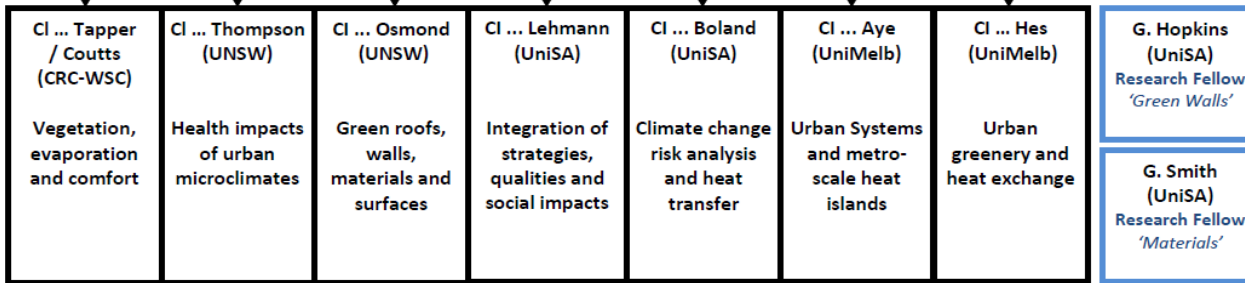 CI ... Tapper
/ Coutts
(CRC-WSC)
Vegetation,
evaporation
and comfort
CI ... Thompson
(UNSW)
Health impacts
of urban
microclimates
CI ... Osmond
(UNSW)
Green roofs,
walls,
materials and
surfaces
CI ... Lehmann
(UniSA)
Integration of
strategies,
qualities and
social impacts
CI ... Boland
(UniSA)
Climate change
risk analysis
and heat
transfer
CI ... Aye
(UniMelb)
Urban Systems
and metro-
scale heat
islands
CI ... Hes
(UniMelb)
Urban
greenery and
heat exchange
G. Hopkins
(UniSA)
Research Fellow
‘Green Walls’
G. Smith
(UniSA)
Research Fellow
‘Materials’